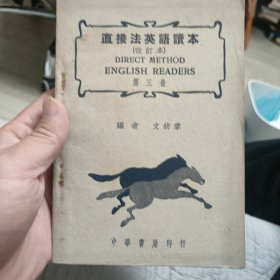 直接法英語讀本
(改訂本)
DIRECT METHOD
ENGLISH READERS
第三冊
編者 文幼章
中華書局印行